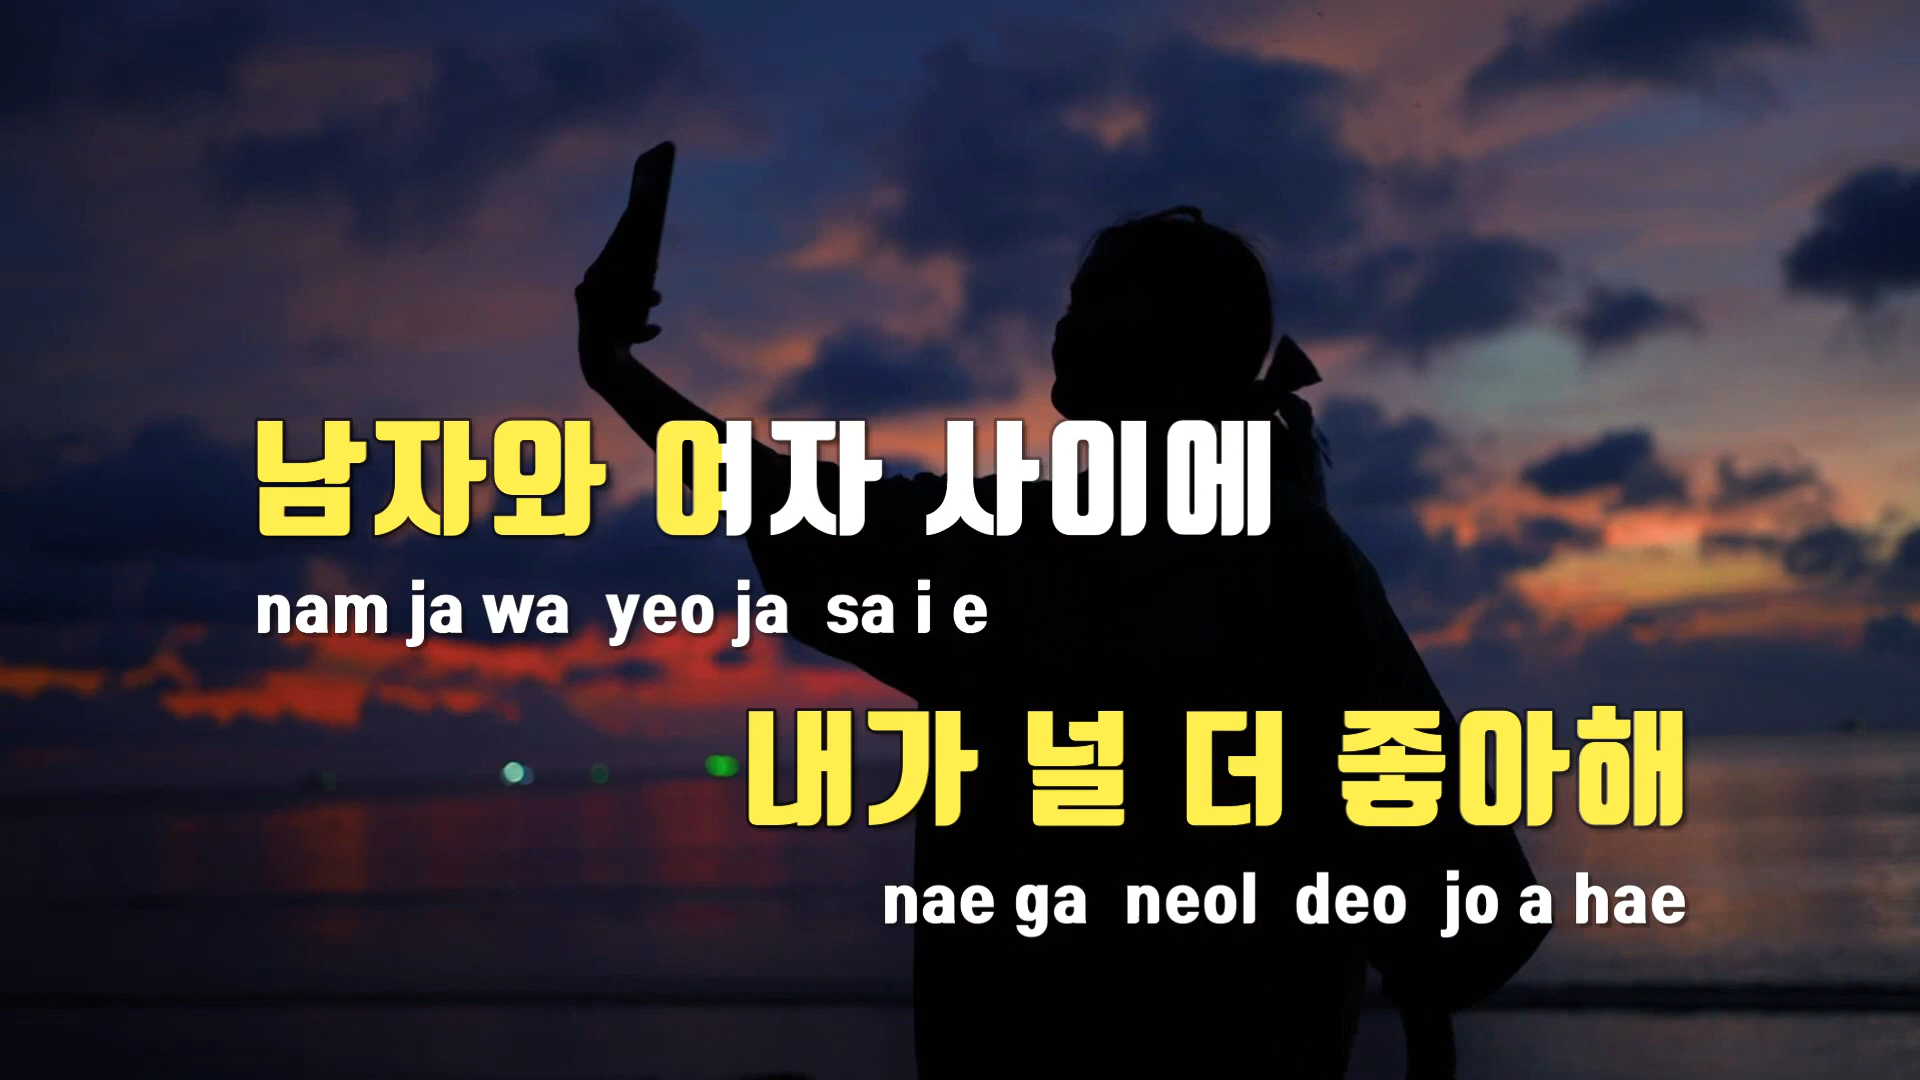 남자와 여자 사이에
nam ja wa yeo ja sa i e
내가 널 더 좋아해
nae ga neol deo jo a hae